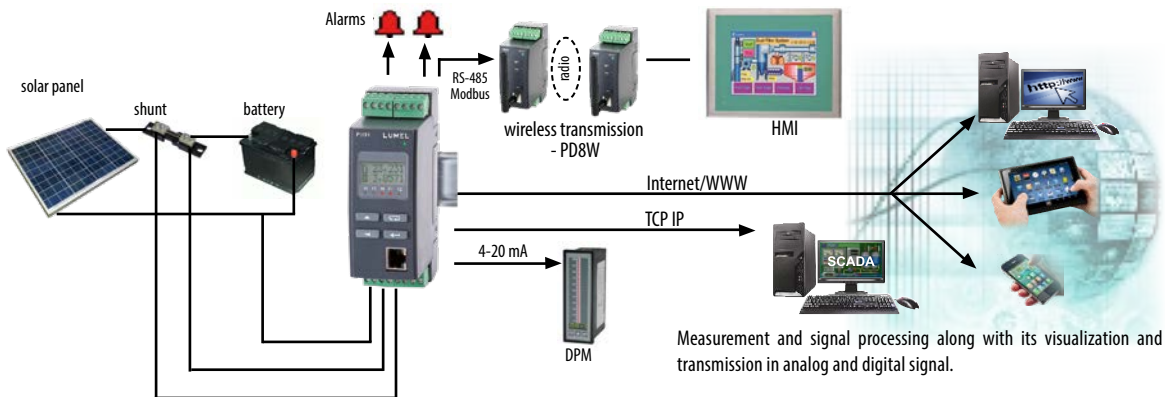 Alarms
solar panel
shunt
battery
RS-485
Modbus
radio
wireless transmission
- PD8W
HMI
LUMEL
http://www
Internet/WWW
TCP IP
4-20 mA
SCADA
DPM
Measurement and signal processing along with its visualization and
transmission in analog and digital signal.